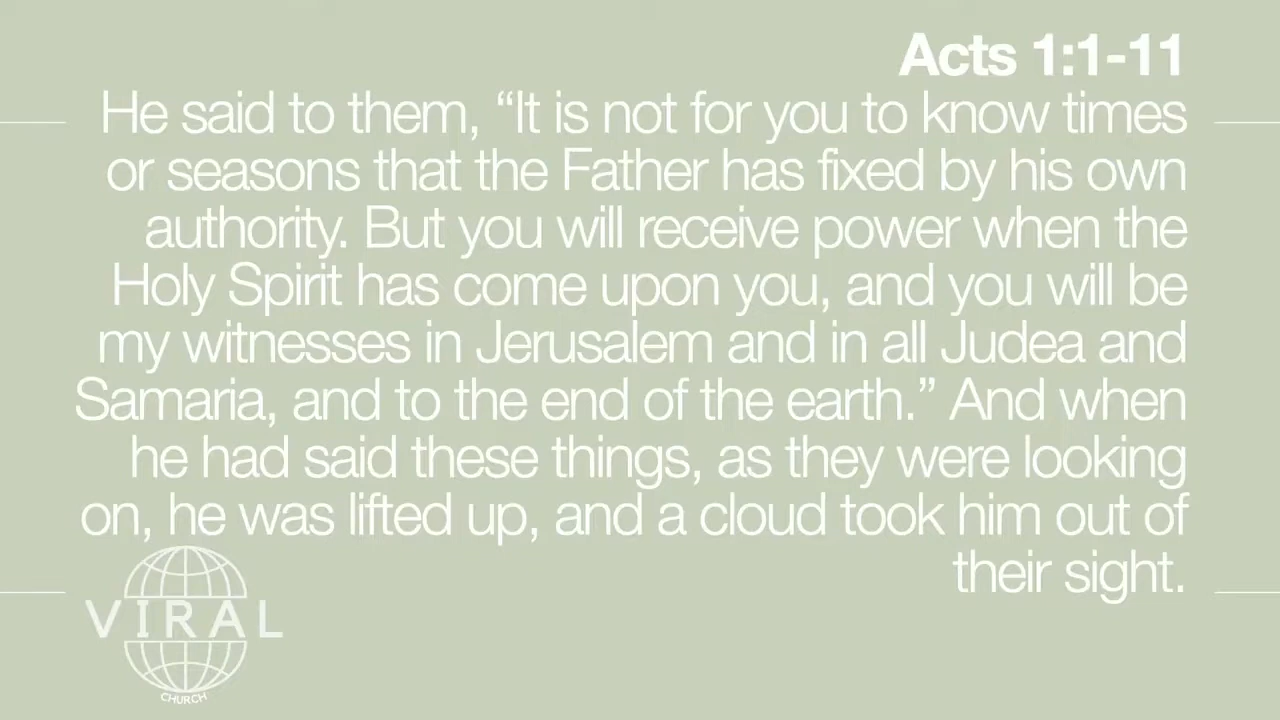 Acts 1:1-11
He said to them, “It is not for you to know times
or seasons that the Father has fixed by his own
authority. But you will receive power when the
Holy Spirit has come upon you, and you will be
my witnesses in Jerusalem and in all Judea and
Samaria, and to the end of the earth.” And when
he had said these things, as they were looking
on, he was lifted up, and a cloud took him out of
their sight.
VIRAL
CHURCH